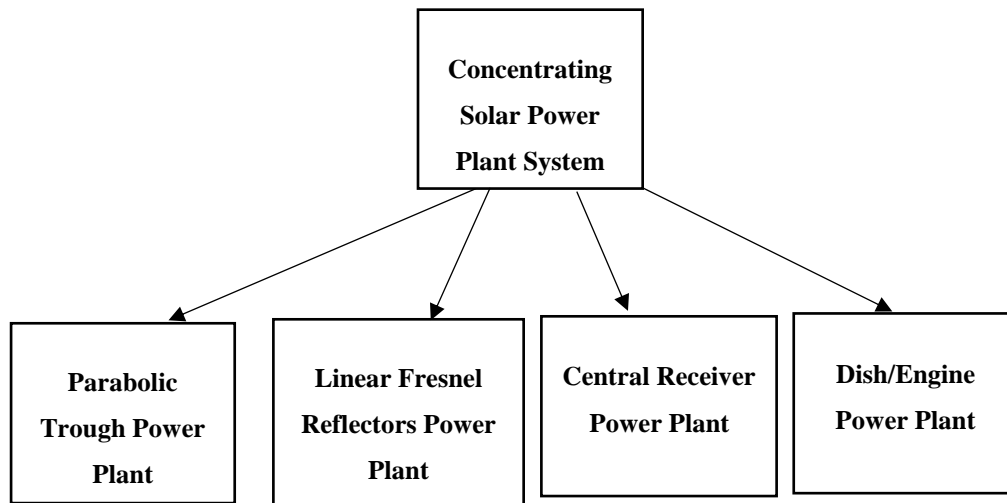 Concentrating
Solar Power
Plant System
Parabolic
Trough Power
Plant
Linear Fresnel
Reflectors Power
Plant
Central Receiver
Power Plant
Dish/Engine
Power Plant